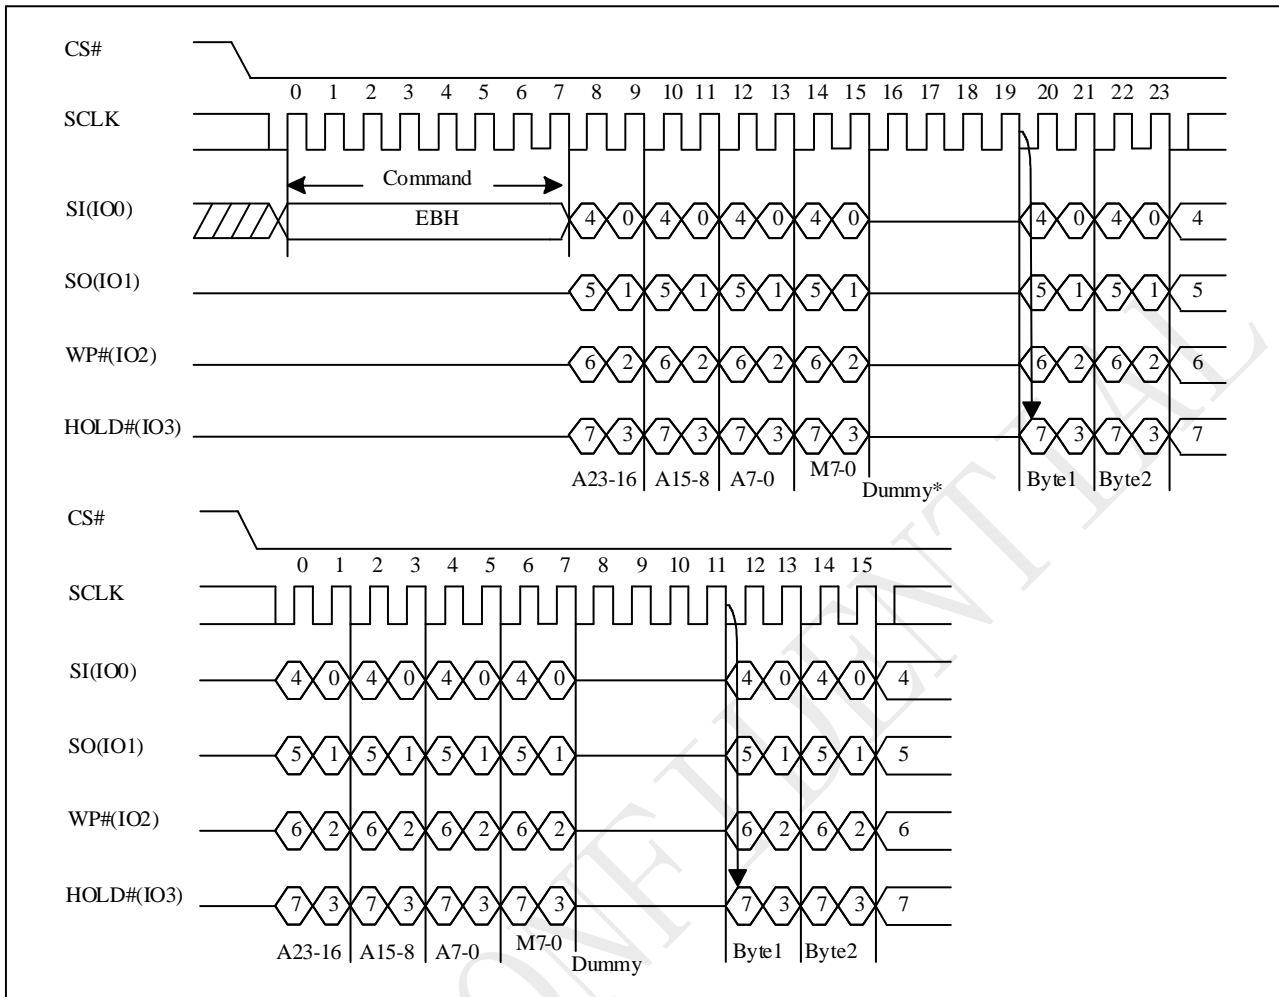 CS#
0 1 2 3 4 5 6 7 8 9 10 11 12 13 14 15 16 17 18 19 20 21 22 23
SCLK
Command
SI(IO0) EBH 4 0 4 0 4 0 4 0 4 0 4 0 4
SO(IO1) 5 1 5 1 5 1 5 1 5 1 5 1 5
WP#(IO2) 6 2 6 2 6 2 6 2 6 2 6 2 6
HOLD#(IO3) 7 3 7 3 7 3 7 3 7 3 7 3 7
A23-16 A15-8 A7-0 M7-0 Dummy* Byte1 Byte2
CS#
0 1 2 3 4 5 6 7 8 9 10 11 12 13 14 15
SCLK
SI(IO0) 4 0 4 0 4 0 4 0 4 0 4 0 4
SO(IO1) 5 1 5 1 5 1 5 1 5 1 5 1 5
WP#(IO2) 6 2 6 2 6 2 6 2 6 2 6 2 6
HOLD#(IO3) 7 3 7 3 7 3 7 3 7 3 7 3 7
A23-16 A15-8 A7-0 M7-0 Dummy Byte1 Byte2
ONFIDENTIAL